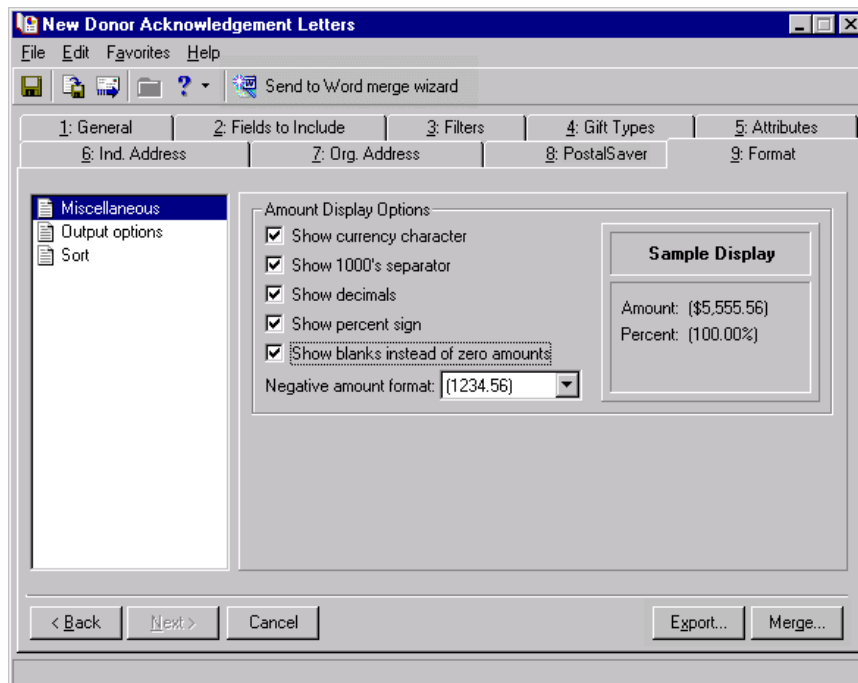 New Donor Acknowledgement Letters
File Edit Favorites Help
? Send to Word merge wizard
1: General 2: Fields to Include 3: Filters 4: Gift Types 5: Attributes
6: Ind. Address 7: Org. Address 8: PostalSaver 9: Format
Miscellaneous
Output options
Sort
Amount Display Options
Show currency character
Show 1000's separator
Show decimals
Show percent sign
Show blanks instead of zero amounts
Negative amount format: (1234.56)
Sample Display
Amount: ($5,555.56)
Percent: (100.00%)
< Back Next > Cancel Export... Merge...